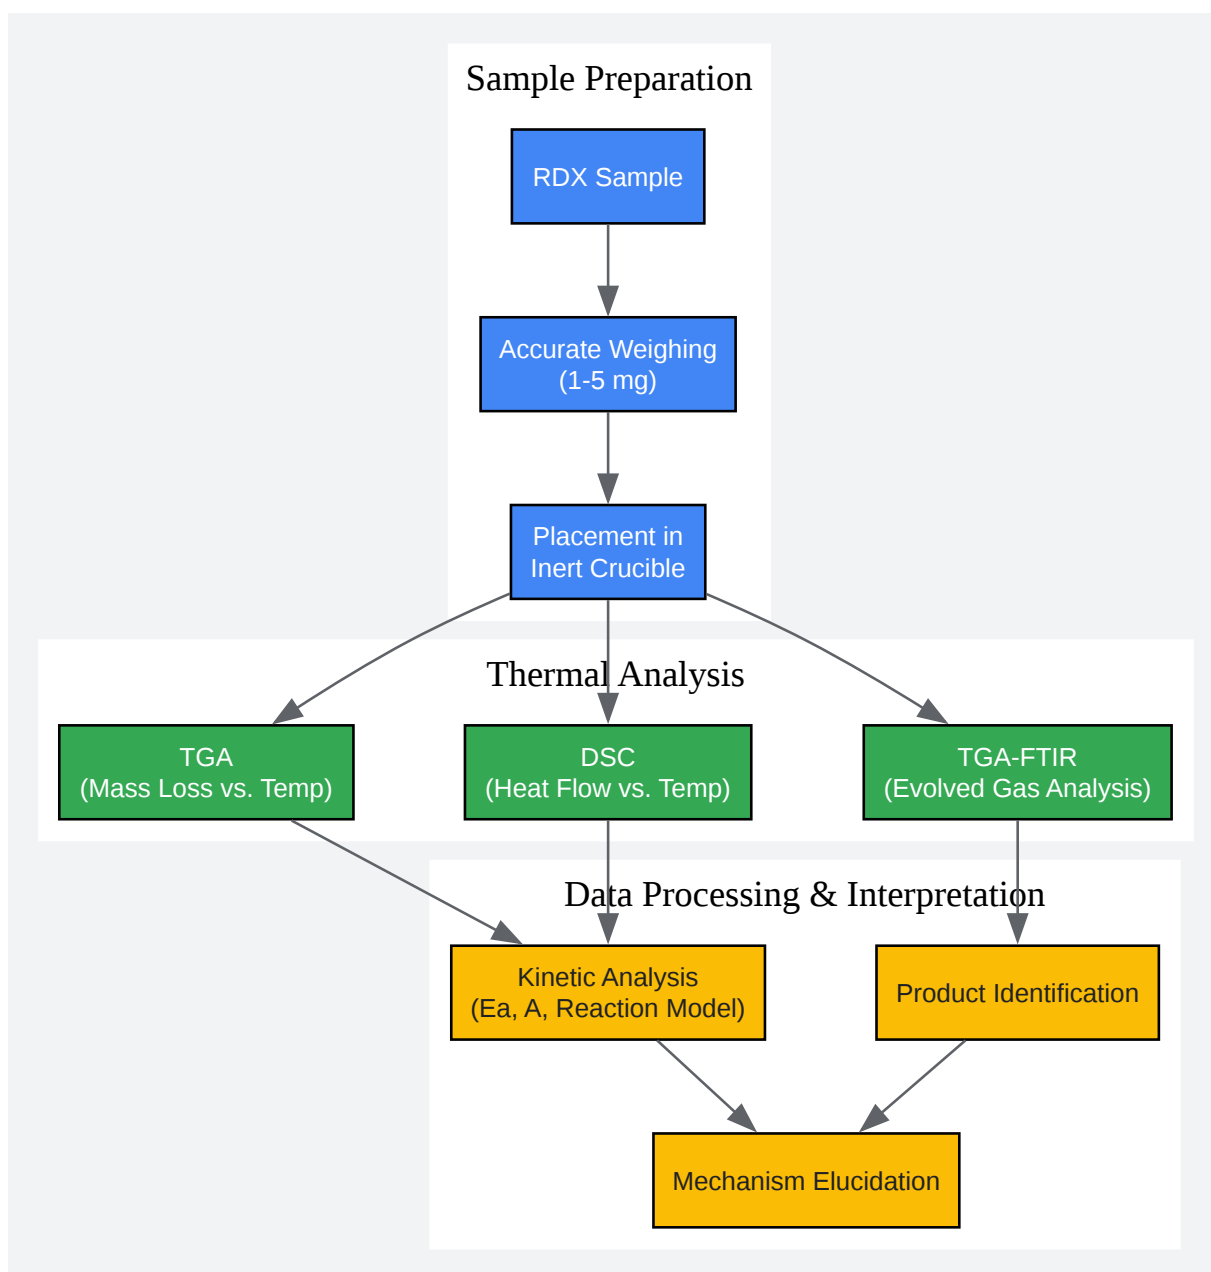 Sample Preparation
RDX Sample
Accurate Weighing
(1-5 mg)
Placement in
Inert Crucible
Thermal Analysis
TGA
(Mass Loss vs. Temp)
DSC
(Heat Flow vs. Temp)
TGA-FTIR
(Evolved Gas Analysis)
Data Processing & Interpretation
Kinetic Analysis
(Ea, A, Reaction Model)
Product Identification
Mechanism Elucidation